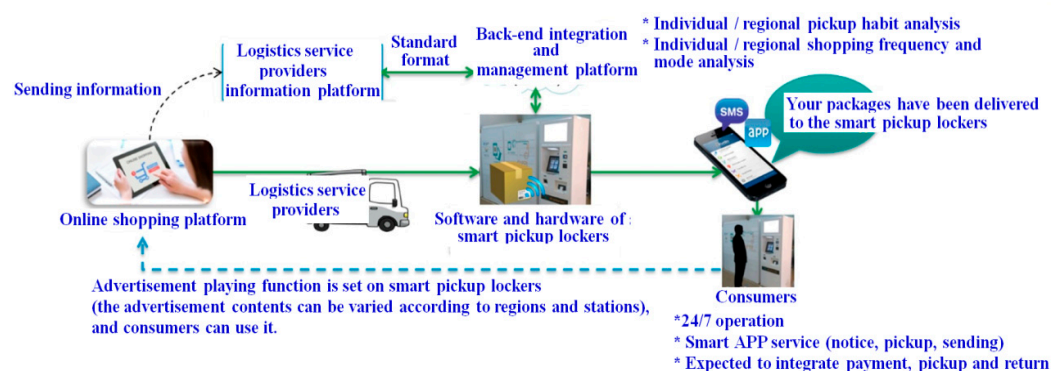 * Individual / regional pickup habit analysis
* Individual / regional shopping frequency and
mode analysis
Back-end integration
and
management platform
Standard
format
Logistics service
providers
information platform
Sending information
SMS
app
Your packages have been delivered
to the smart pickup lockers
Logistics service
providers
Online shopping platform
Software and hardware of :
smart pickup lockers
Advertisement playing function is set on smart pickup lockers
(the advertisement contents can be varied according to regions and stations),
and consumers can use it.
Consumers
*24/7 operation
* Smart APP service (notice, pickup, sending)
* Expected to integrate payment, pickup and return